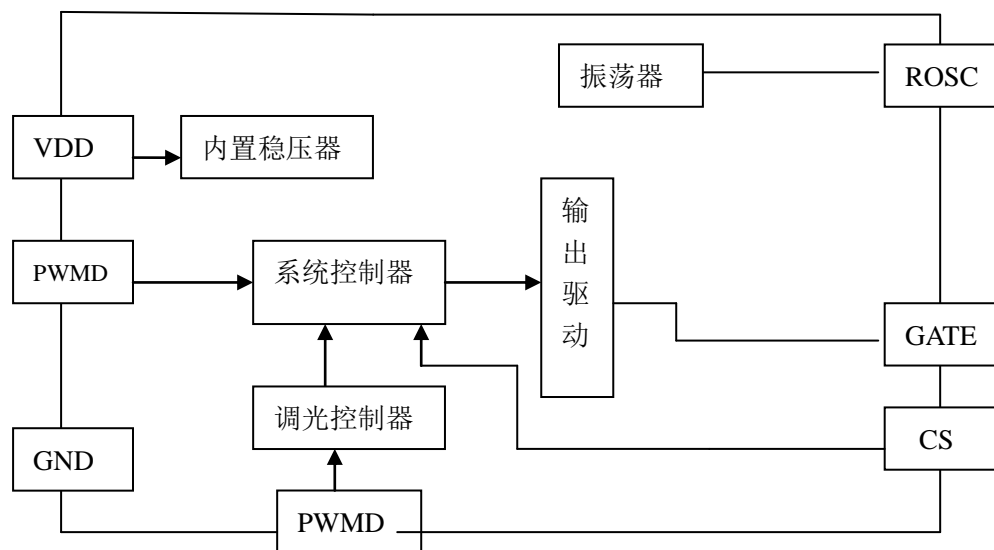 振荡器
ROSC
VDD
内置稳压器
输
出
驱
动
PWMD
系统控制器
GATE
调光控制器
CS
GND
PWMD